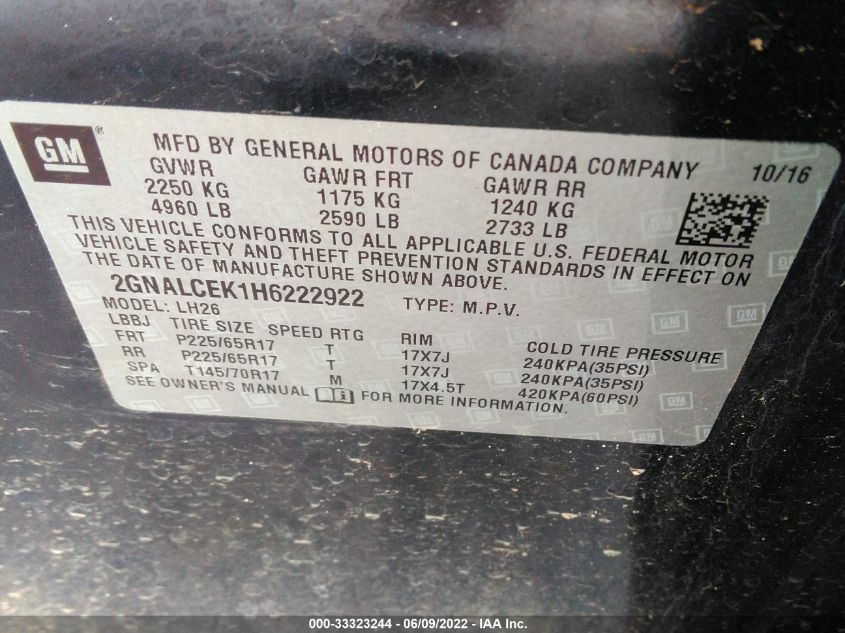 GM®
MFD BY GENERAL MOTORS OF CANADA COMPANY 10/16
GVWR GAWR FRT GAWR RR
2250 KG 1175 KG 1240 KG
4960 LB 2590 LB 2733 LB
THIS VEHICLE CONFORMS TO ALL APPLICABLE U.S. FEDERAL MOTOR
VEHICLE SAFETY AND THEFT PREVENTION STANDARDS IN EFFECT ON
THE DATE OF MANUFACTURE SHOWN ABOVE.
2GNALCEK1H6222922 TYPE: M.P.V.
MODEL: LH26
LBBJ TIRE SIZE SPEED RTG RIM COLD TIRE PRESSURE
FRT P225/65R17 T 17X7J 240KPA(35PSI)
RR P225/65R17 T 17X7J 240KPA(35PSI)
SPA T145/70R17 M 17X4.5T 420KPA(60PSI)
SEE OWNER'S MANUAL i FOR MORE INFORMATION.
000-33323244 - 06/09/2022 - IAA Inc.